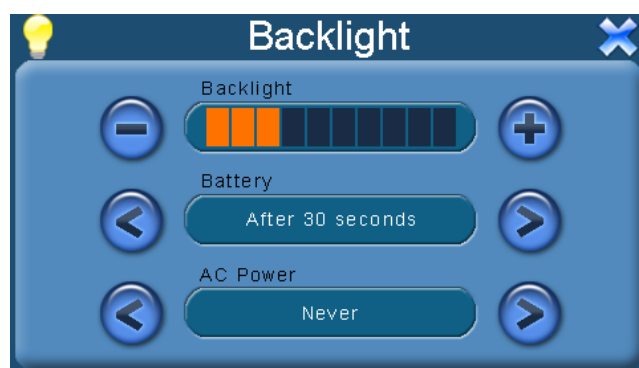 Backlight
Backlight
Battery
After 30 seconds
AC Power
Never